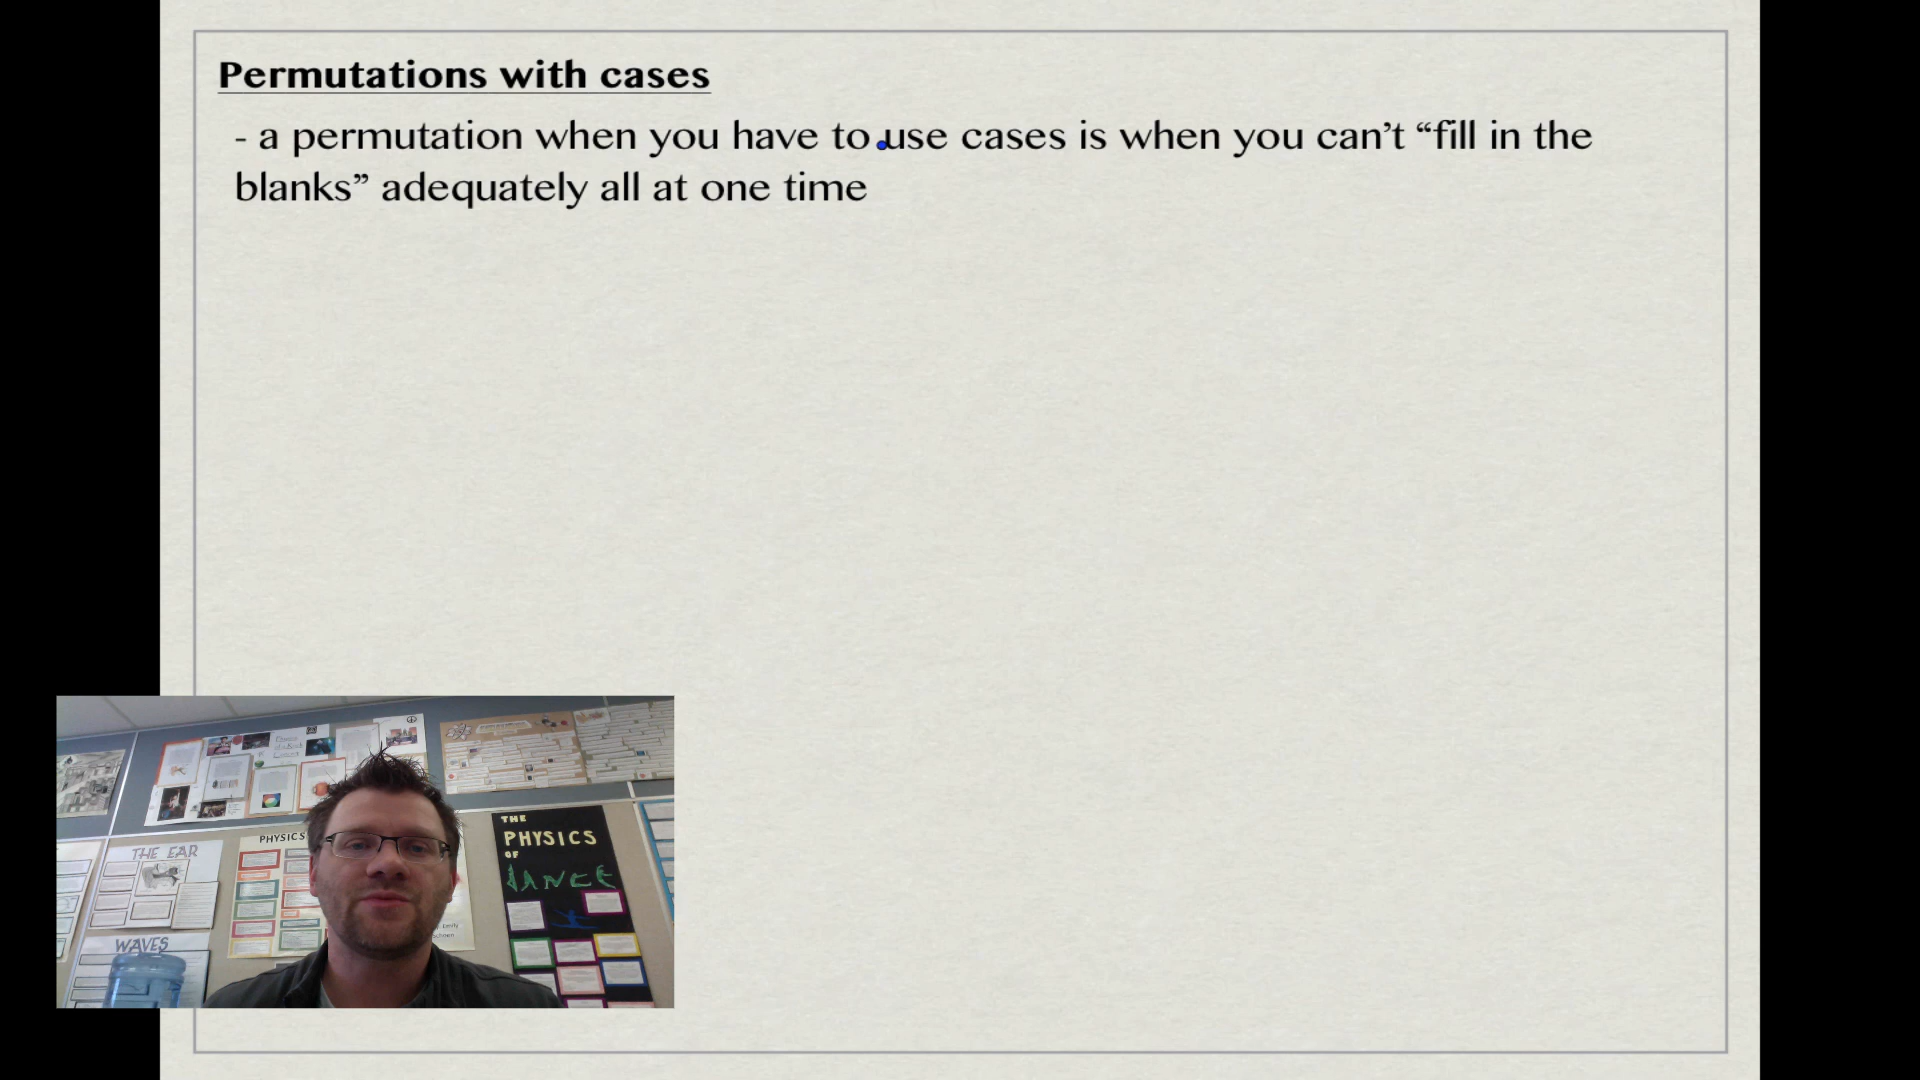 Permutations with cases
- a permutation when you have to use cases is when you can’t “fill in the
blanks” adequately all at one time
THE EAR
PHYSICS
WAVES
THE
PHYSICS
OF
DANCE
Emily